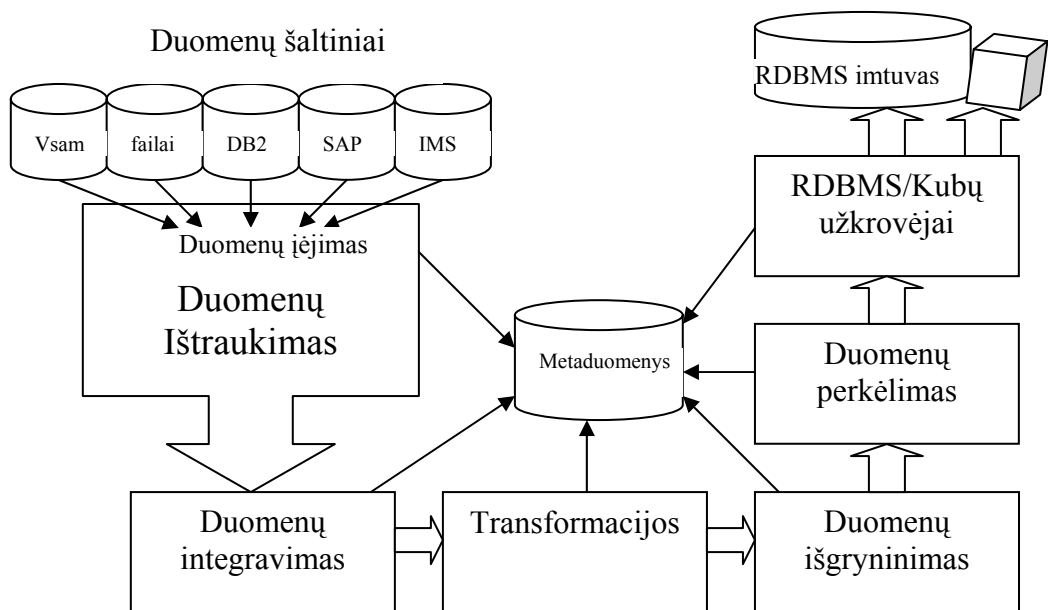 Duomenų šaltiniai
Vsam
failai
DB2
SAP
IMS
Duomenų įėjimas
Duomenų
Ištraukimas
Duomenų
integravimas
Transformacijos
Duomenų
išgryninimas
Duomenų
perkėlimas
RDBMS/Kubų
užkrovėjai
RDBMS imtuvas
Metaduomenys